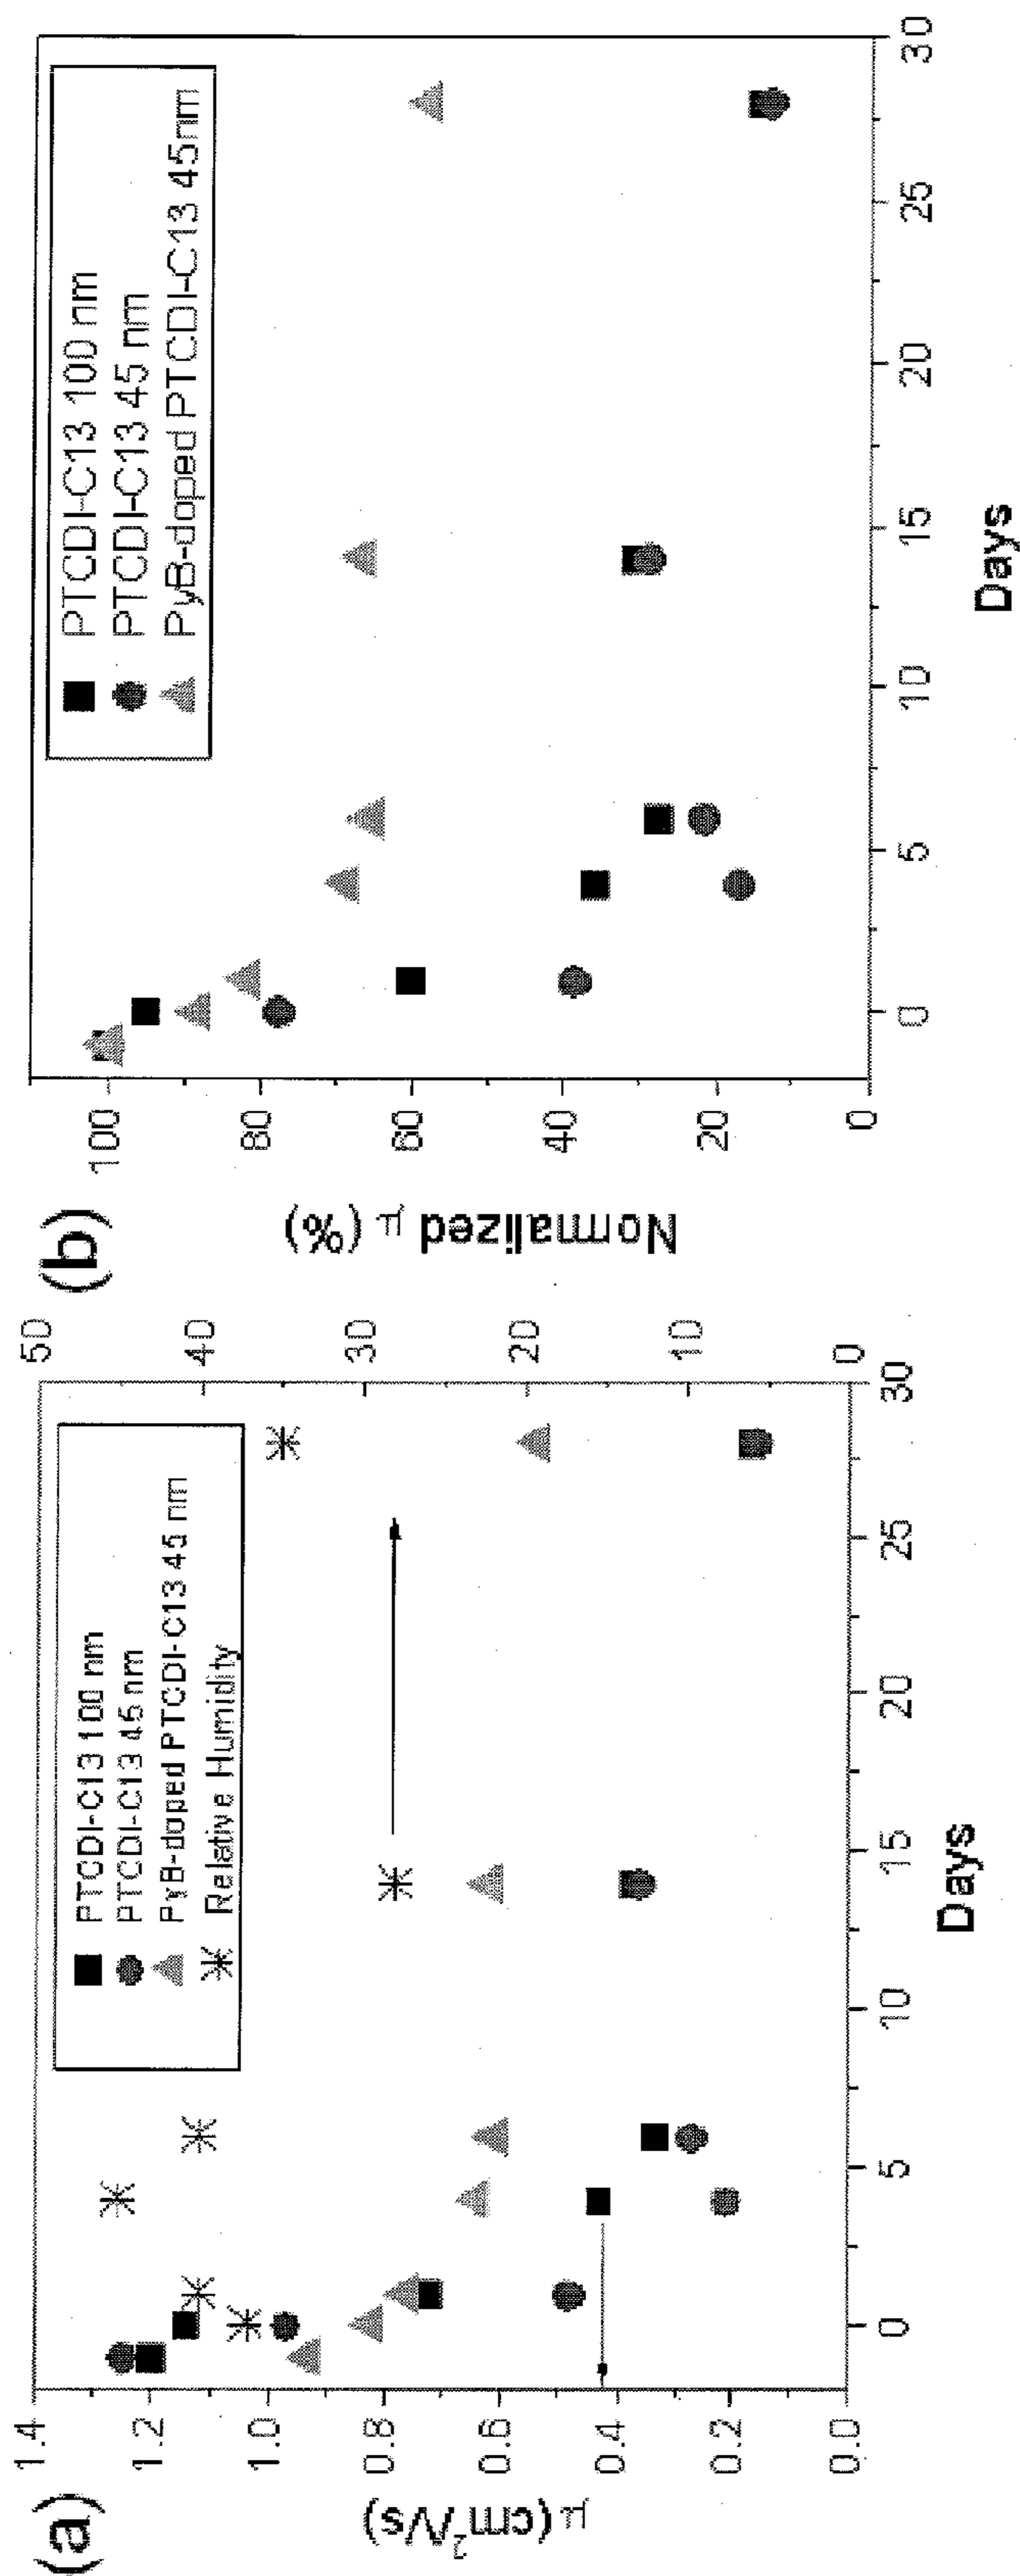 (a)
μ (cm²/Vs)
1.4
1.2
1.0
0.8
0.6
0.4
0.2
0.0
PTCDI-C13 100 nm
PTCDI-C13 45 nm
PyB-doped PTCDI-C13 45 nm
Relative Humidity
50
40
30
20
10
0
0
5
10
15
20
25
30
Days
(b)
Normalized μ (%)
100
80
60
40
20
0
PTCDI-C13 100 nm
PTCDI-C13 45 nm
PyB-doped PTCDI-C13 45nm
0
5
10
15
20
25
30
Days